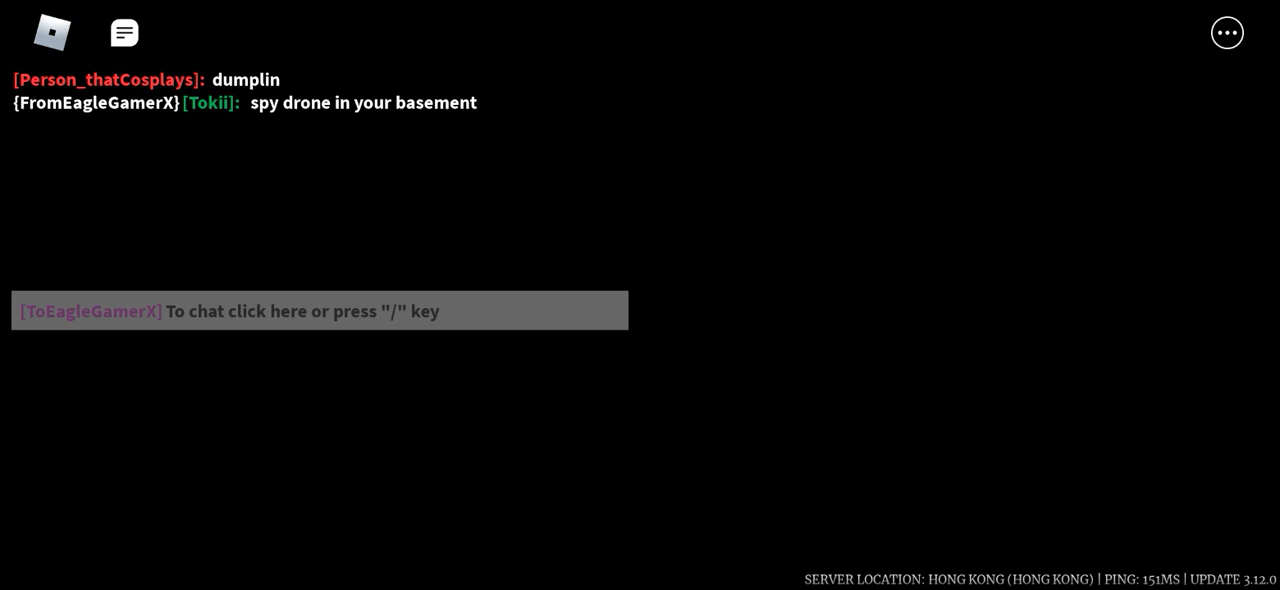 [Person_thatCosplays]: dumplin
{FromEagleGamerX} [Tokii]: spy drone in your basement
[ToEagleGamerX] To chat click here or press "/" key
SERVER LOCATION: HONG KONG (HONG KONG) | PING: 151MS | UPDATE 3.12.0